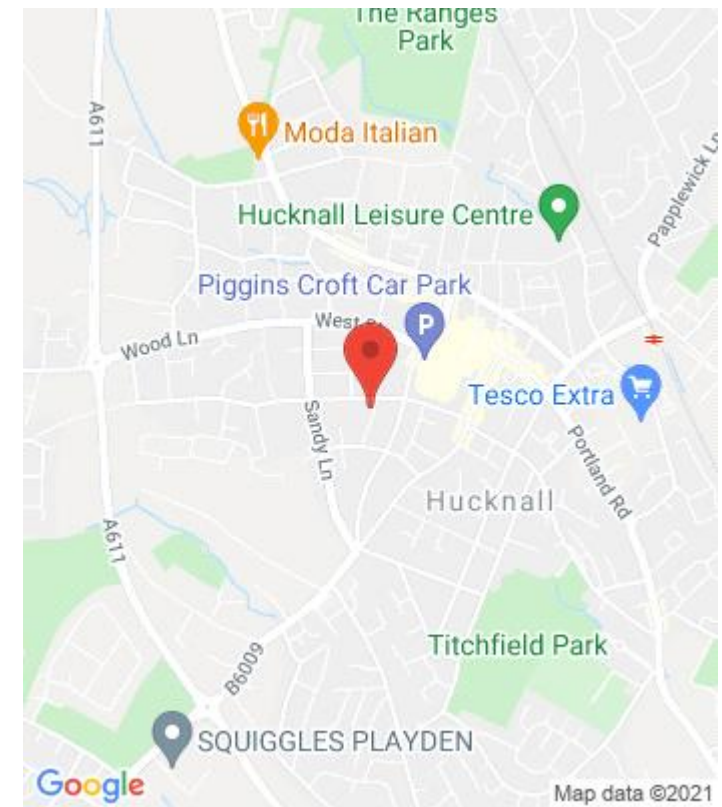 The Ranges
Park
A611
Moda Italian
Papplewick Ln
Hucknall Leisure Centre
Piggins Croft Car Park
West
P
Wood Ln
Tesco Extra
Sandy Ln
Portland Rd
Hucknall
A611
Titchfield Park
B6009
SQUIGGLES PLAYDEN
Google
Map data ©2021